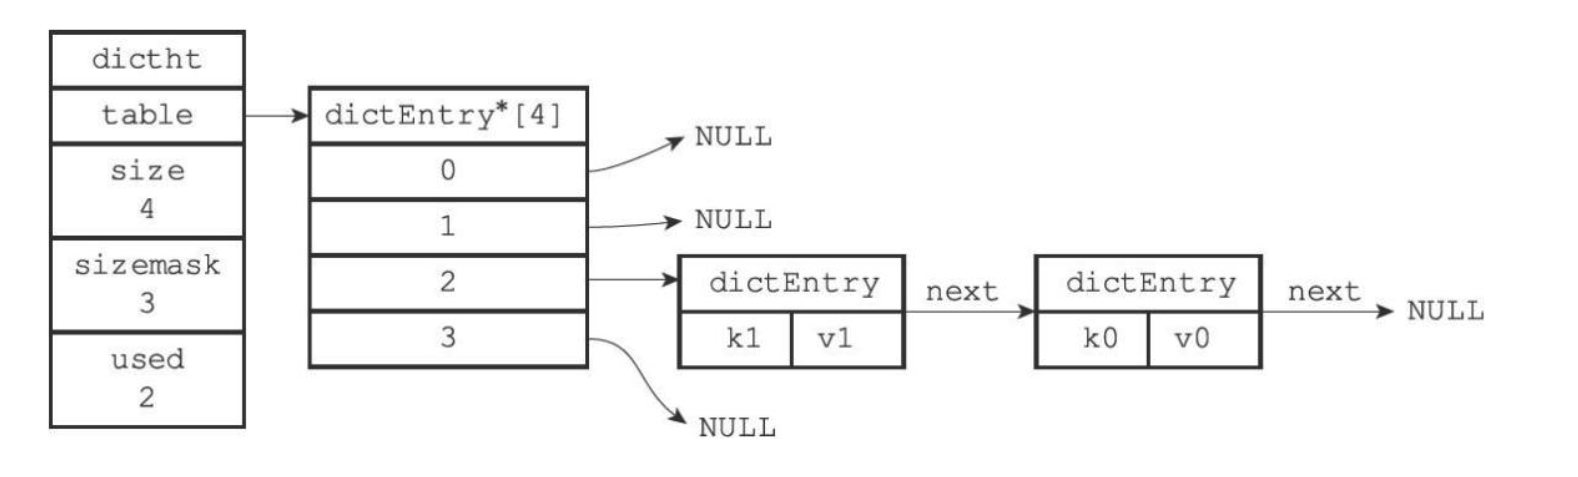 dictht
table
size
4
sizemask
3
used
2
dictEntry*[4]
0
1
2
3
NULL
NULL
dictEntry
k1 v1
next
dictEntry
k0 v0
next
NULL
NULL